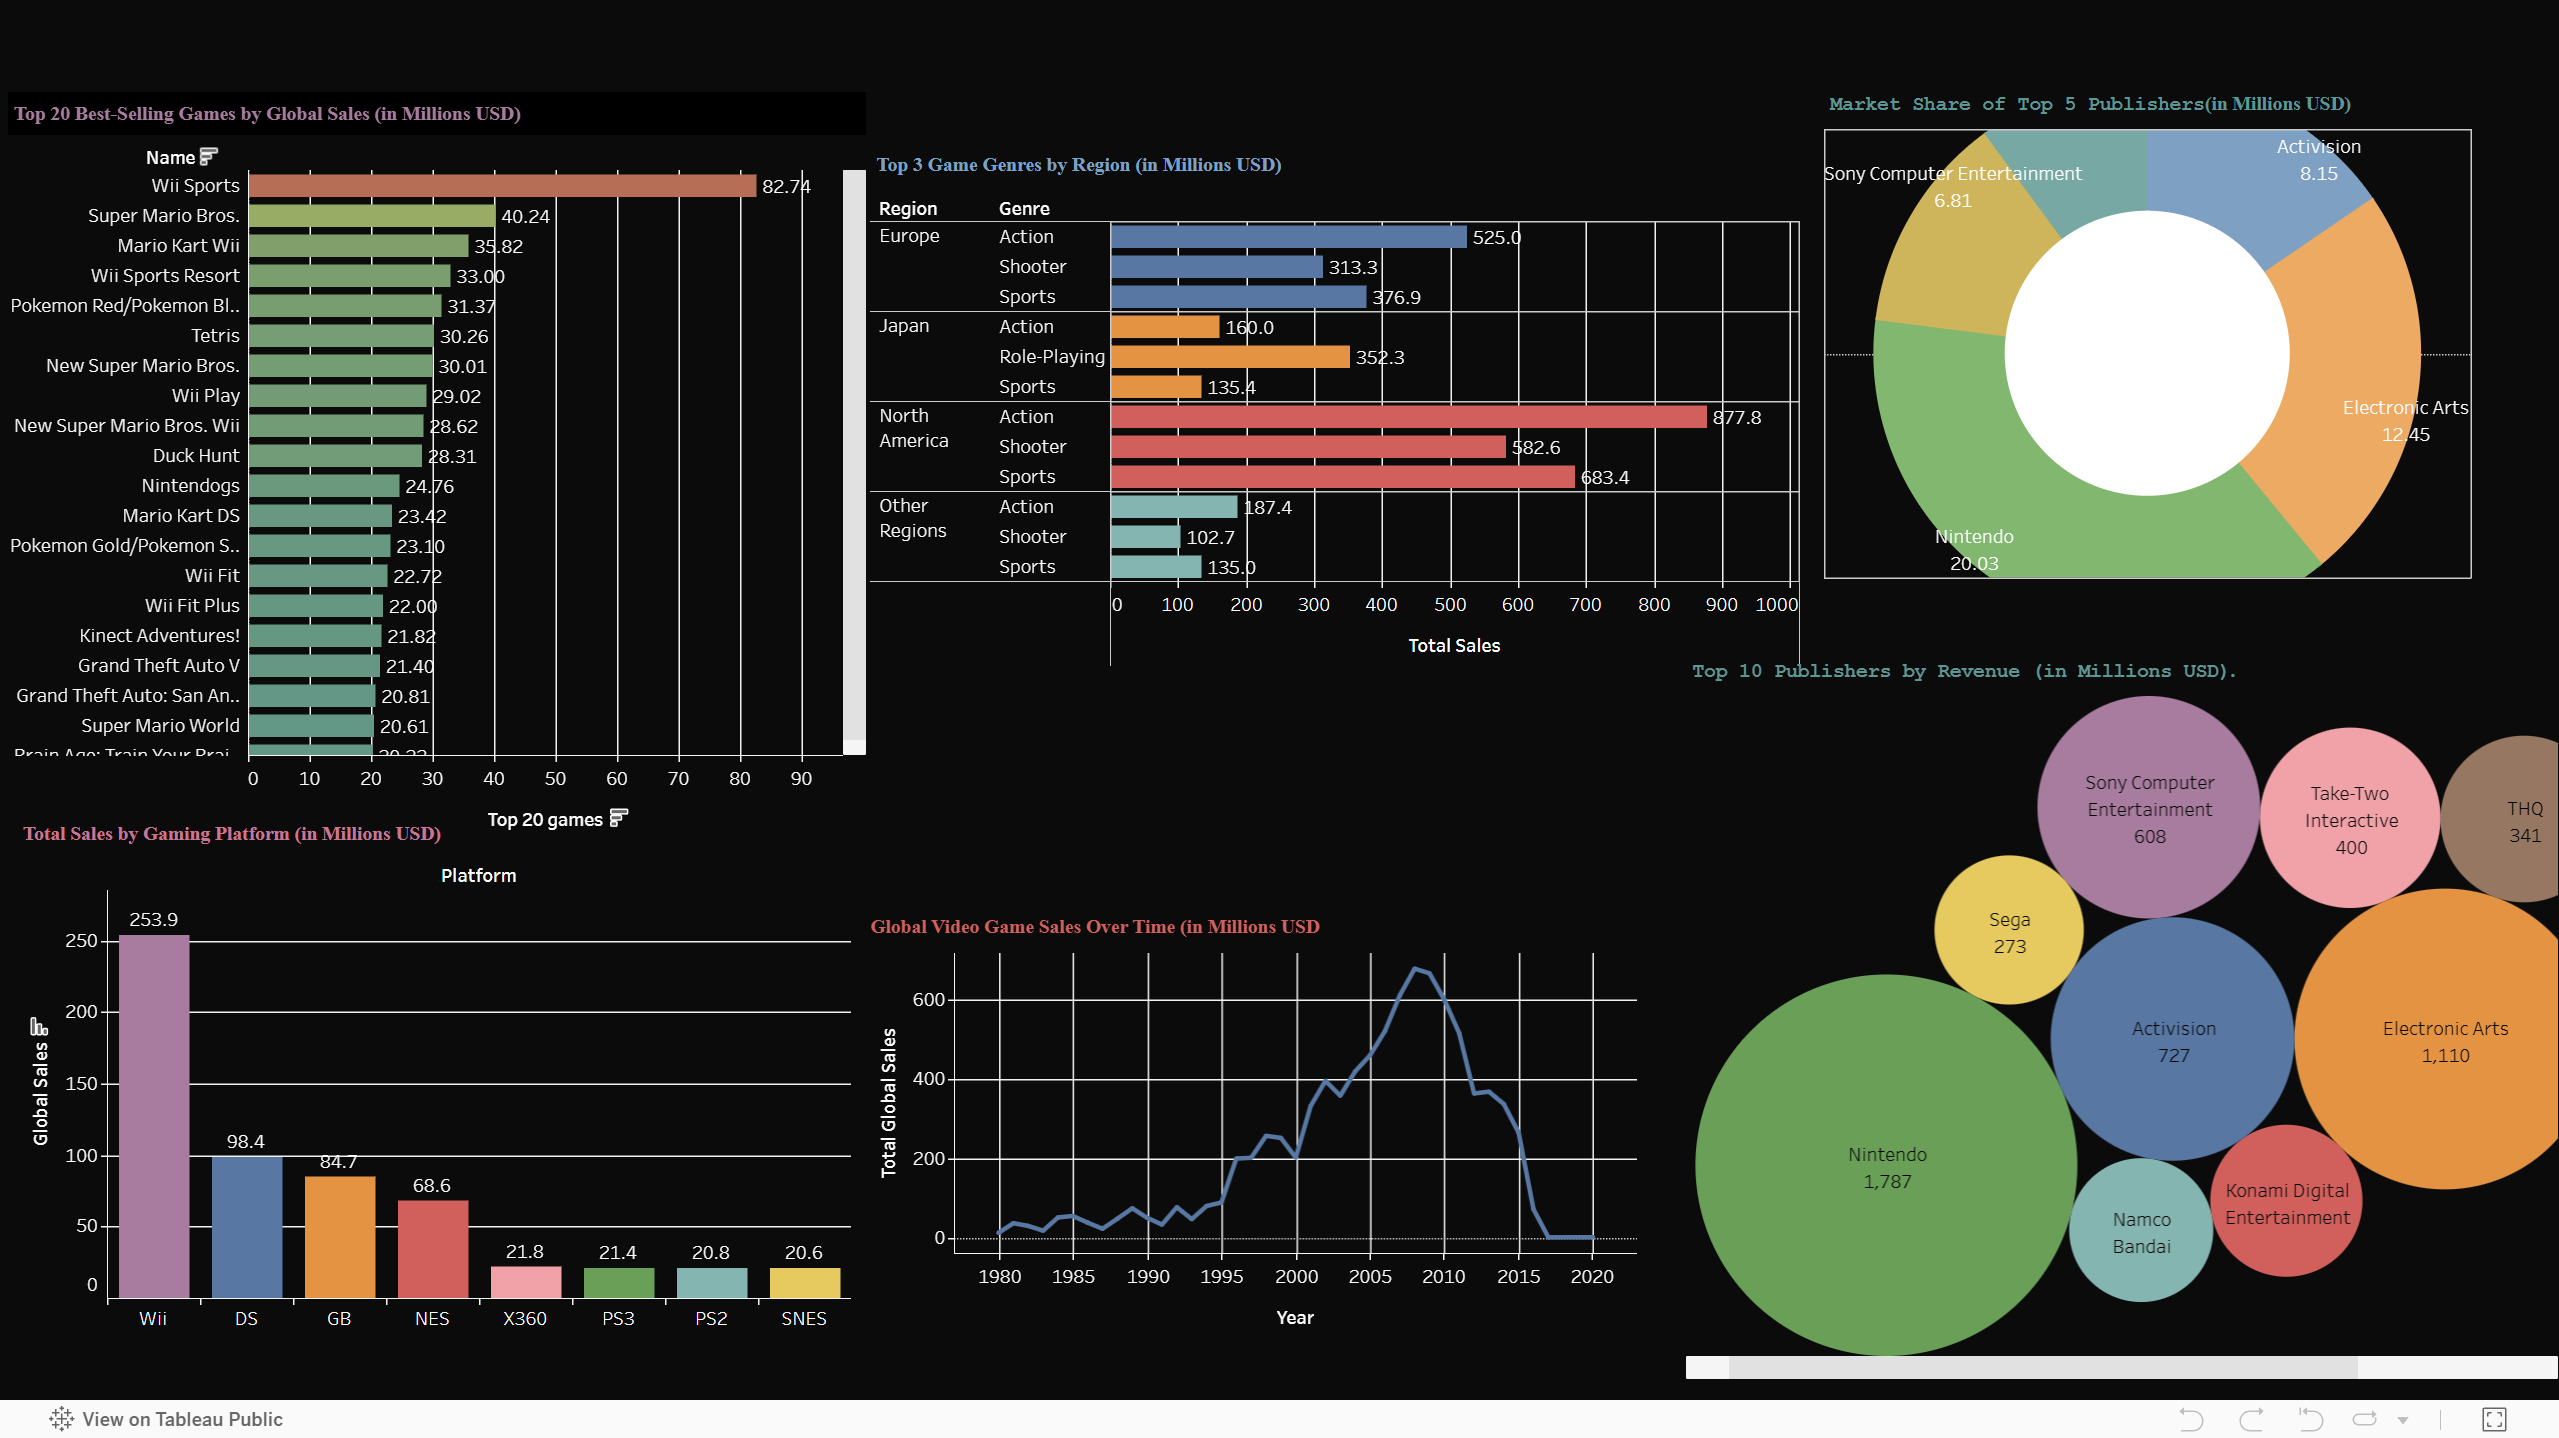 Top 20 Best-Selling Games by Global Sales (in Millions USD)
Name
Wii Sports 82.74
Super Mario Bros. 40.24
Mario Kart Wii 35.82
Wii Sports Resort 33.00
Pokemon Red/Pokemon Bl.. 31.37
Tetris 30.26
New Super Mario Bros. 30.01
Wii Play 29.02
New Super Mario Bros. Wii 28.62
Duck Hunt 28.31
Nintendogs 24.76
Mario Kart DS 23.42
Pokemon Gold/Pokemon S.. 23.10
Wii Fit 22.72
Wii Fit Plus 22.00
Kinect Adventures! 21.82
Grand Theft Auto V 21.40
Grand Theft Auto: San An.. 20.81
Super Mario World 20.61
0 10 20 30 40 50 60 70 80 90
Top 20 games
Total Sales by Gaming Platform (in Millions USD)
Platform
Global Sales
250
200
150
100
50
0
253.9 98.4 84.7 68.6 21.8 21.4 20.8 20.6
Wii DS GB NES X360 PS3 PS2 SNES
Top 3 Game Genres by Region (in Millions USD)
Region Genre
Europe Action 525.0
Shooter 313.3
Sports 376.9
Japan Action 160.0
Role-Playing 352.3
Sports 135.4
North America Action 877.8
Shooter 582.6
Sports 683.4
Other Regions Action 187.4
Shooter 102.7
Sports 135.0
0 100 200 300 400 500 600 700 800 900 1000
Total Sales
Global Video Game Sales Over Time (in Millions USD
Total Global Sales
600
400
200
0
1980 1985 1990 1995 2000 2005 2010 2015 2020
Year
Market Share of Top 5 Publishers(in Millions USD)
Activision
8.15
Sony Computer Entertainment
6.81
Electronic Arts
12.45
Nintendo
20.03
Top 10 Publishers by Revenue (in Millions USD).
Sony Computer
Entertainment
608
Take-Two
Interactive
400
THQ
341
Sega
273
Activision
727
Electronic Arts
1,110
Nintendo
1,787
Konami Digital
Entertainment
Namco
Bandai
View on Tableau Public